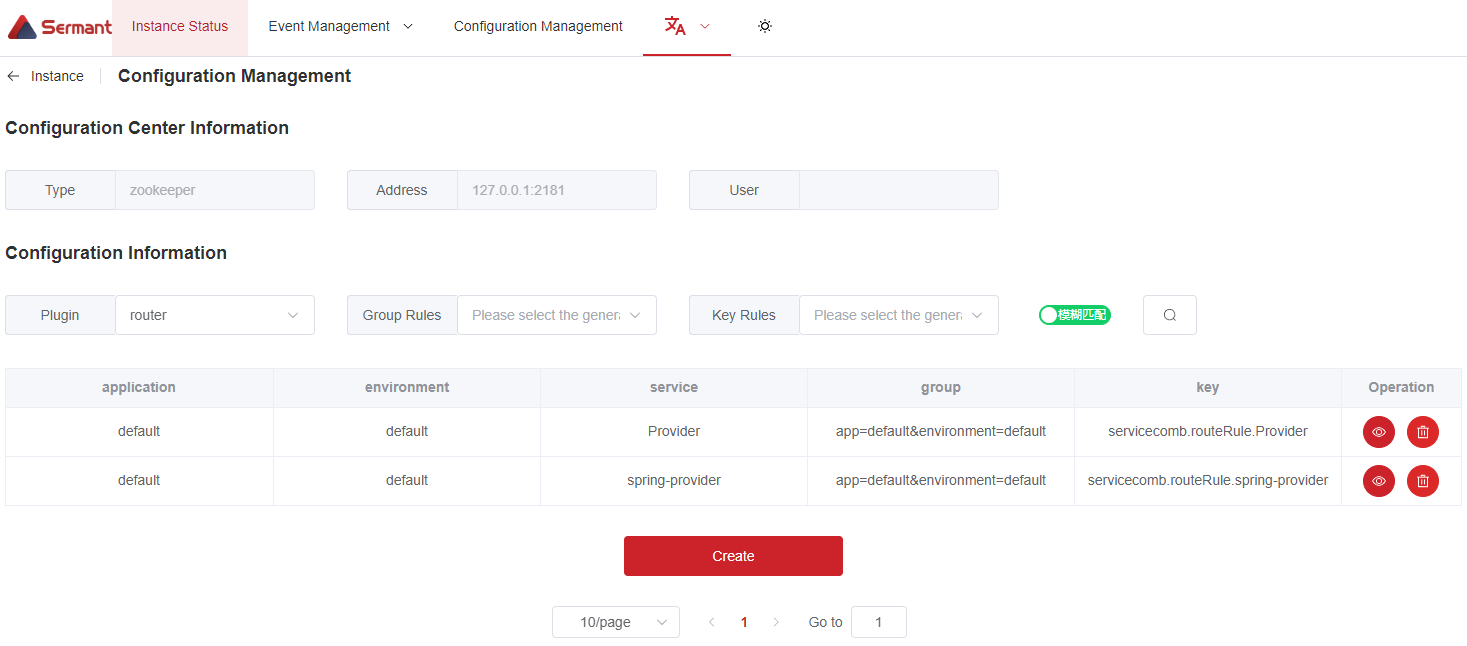 Sermant Instance Status Event Management Configuration Management
Instance Configuration Management
Configuration Center Information
Type zookeeper Address 127.0.0.1:2181 User
Configuration Information
Plugin router Group Rules Please select the genera Key Rules Please select the genera 模糊匹配
application environment service group key Operation
default default Provider app=default&environment=default servicecomb.routeRule.Provider
default default spring-provider app=default&environment=default servicecomb.routeRule.spring-provider
Create
10/page 1 Go to 1